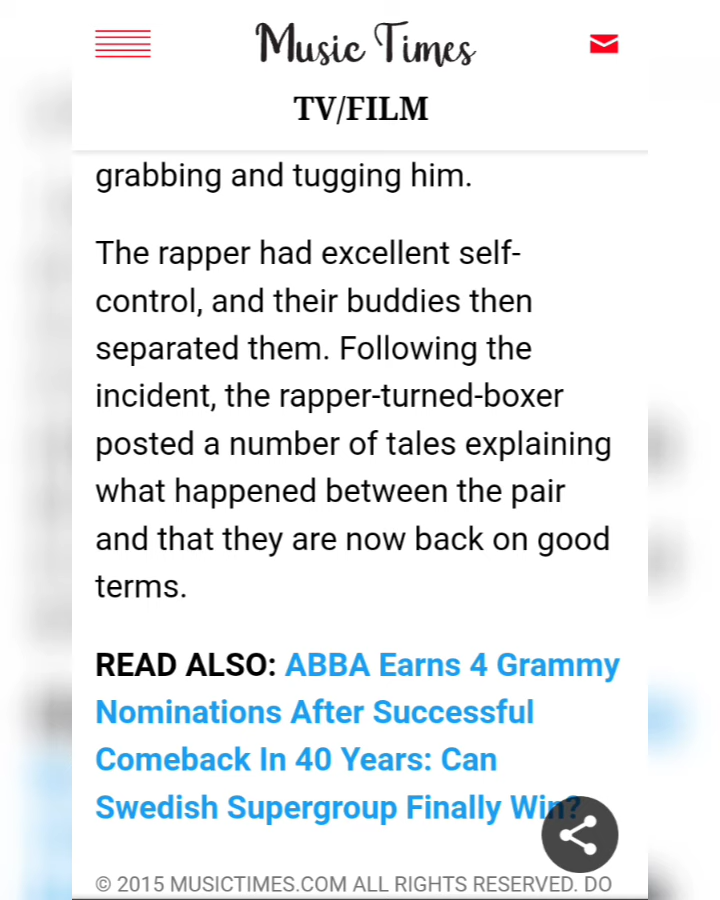 Music Times
TV/FILM
grabbing and tugging him.
The rapper had excellent self-
control, and their buddies then
separated them. Following the
incident, the rapper-turned-boxer
posted a number of tales explaining
what happened between the pair
and that they are now back on good
terms.
READ ALSO: ABBA Earns 4 Grammy
Nominations After Successful
Comeback In 40 Years: Can
Swedish Supergroup Finally Win?
© 2015 MUSICTIMES.COM ALL RIGHTS RESERVED. DO